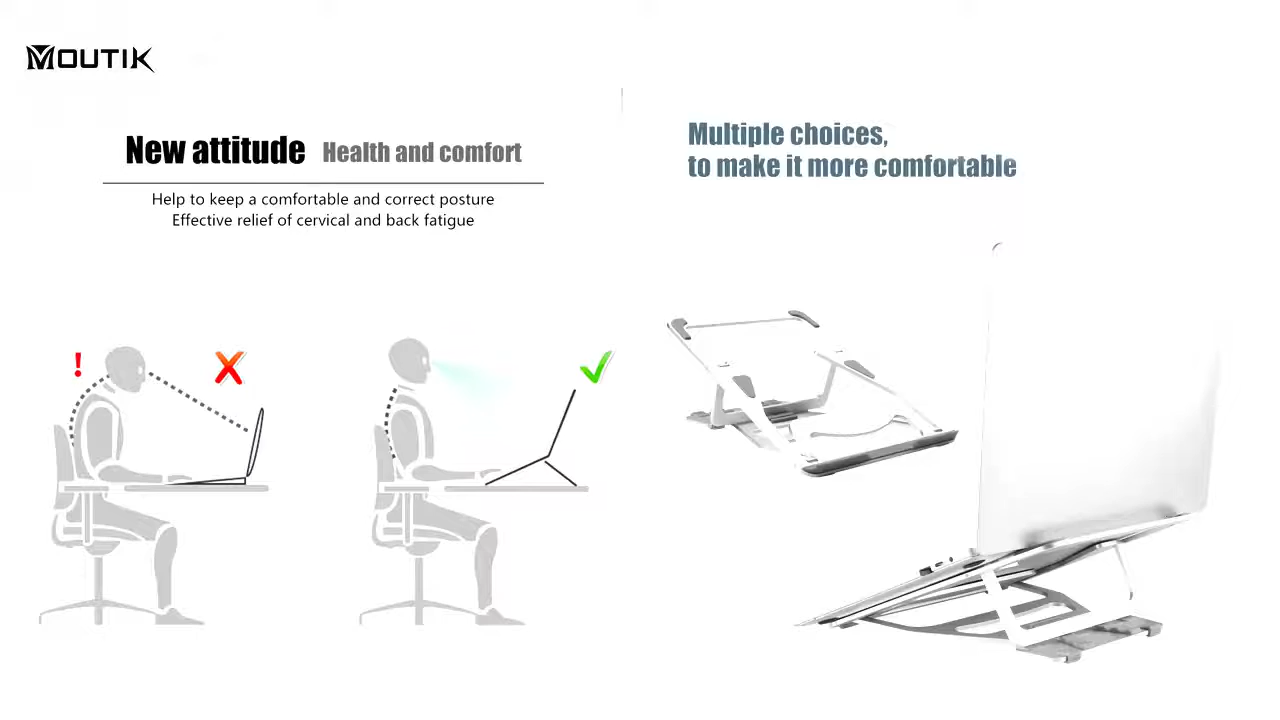 MOUTIK
New attitude Health and comfort
Help to keep a comfortable and correct posture
Effective relief of cervical and back fatigue
Multiple choices,
to make it more comfortable
!